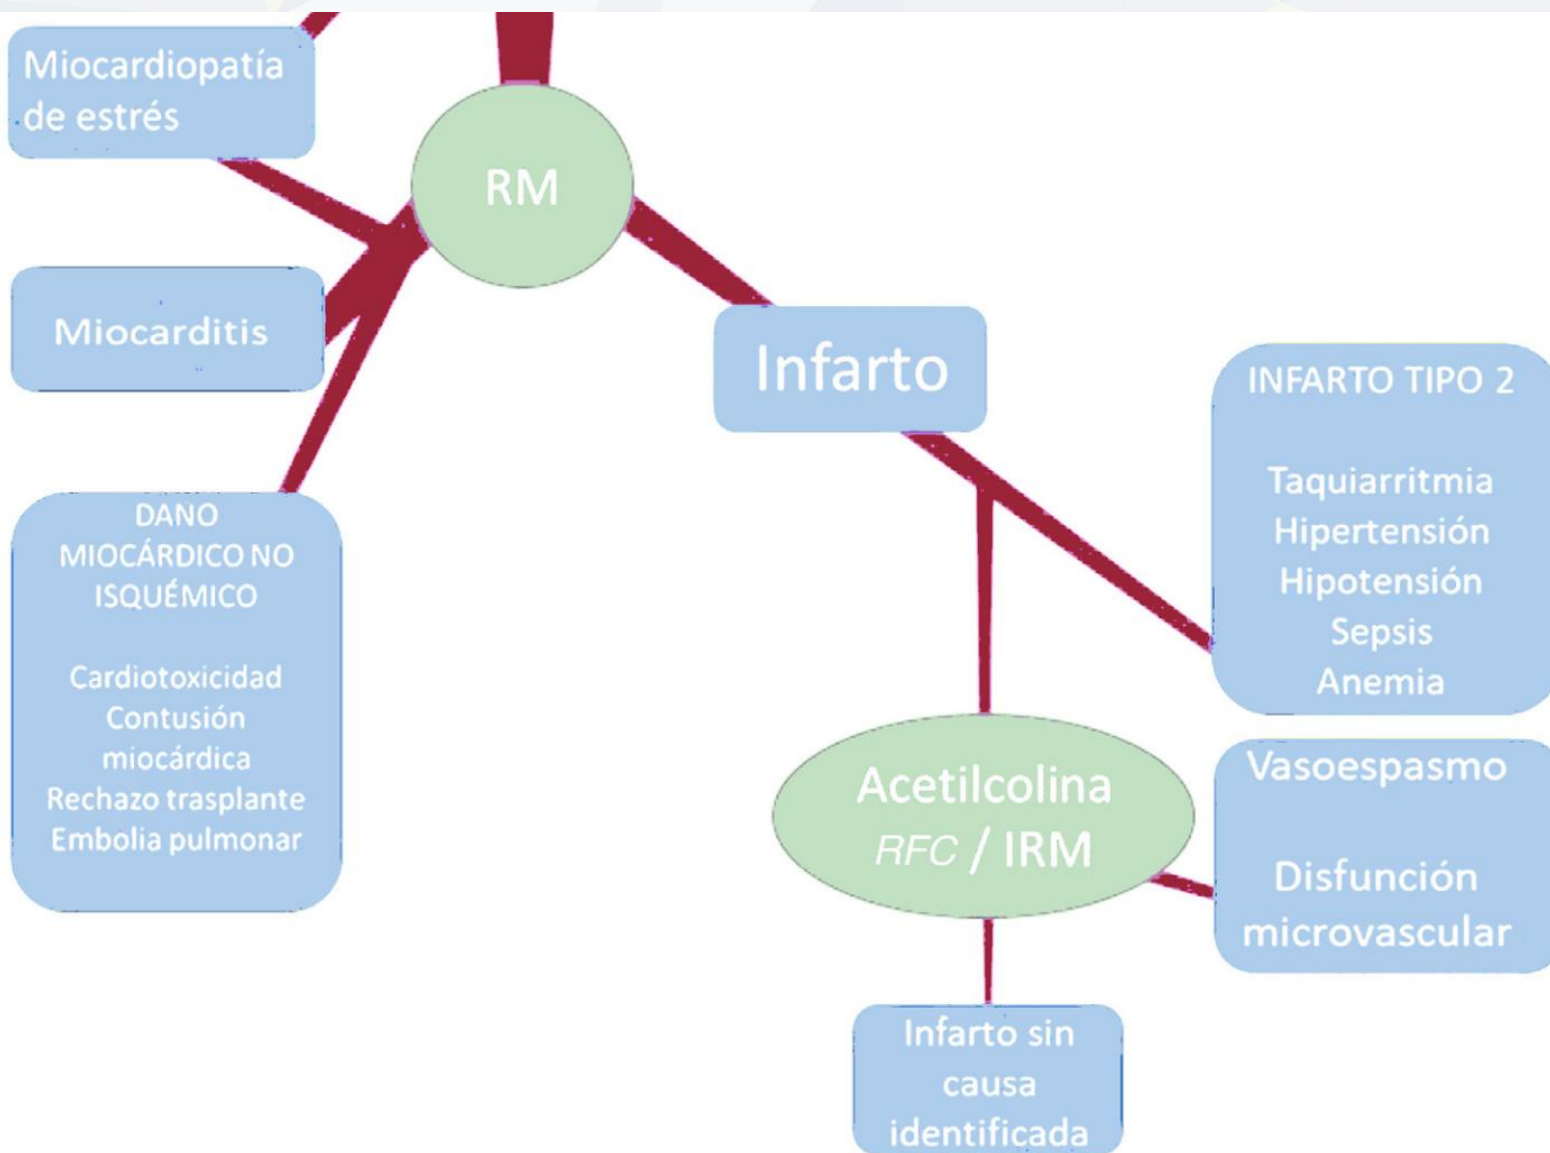 Miocardiopatía
de estrés
RM
Miocarditis
Infarto
INFARTO TIPO 2
Taquiarritmia
Hipertensión
Hipotensión
Sepsis
Anemia
DANO
MIOCÁRDICO NO
ISQUÉMICO
Cardiotoxicidad
Contusión
miocárdica
Rechazo trasplante
Embolia pulmonar
Acetilcolina
RFC / IRM
Vasoespasmo
Disfunción
microvascular
Infarto sin
causa
identificada